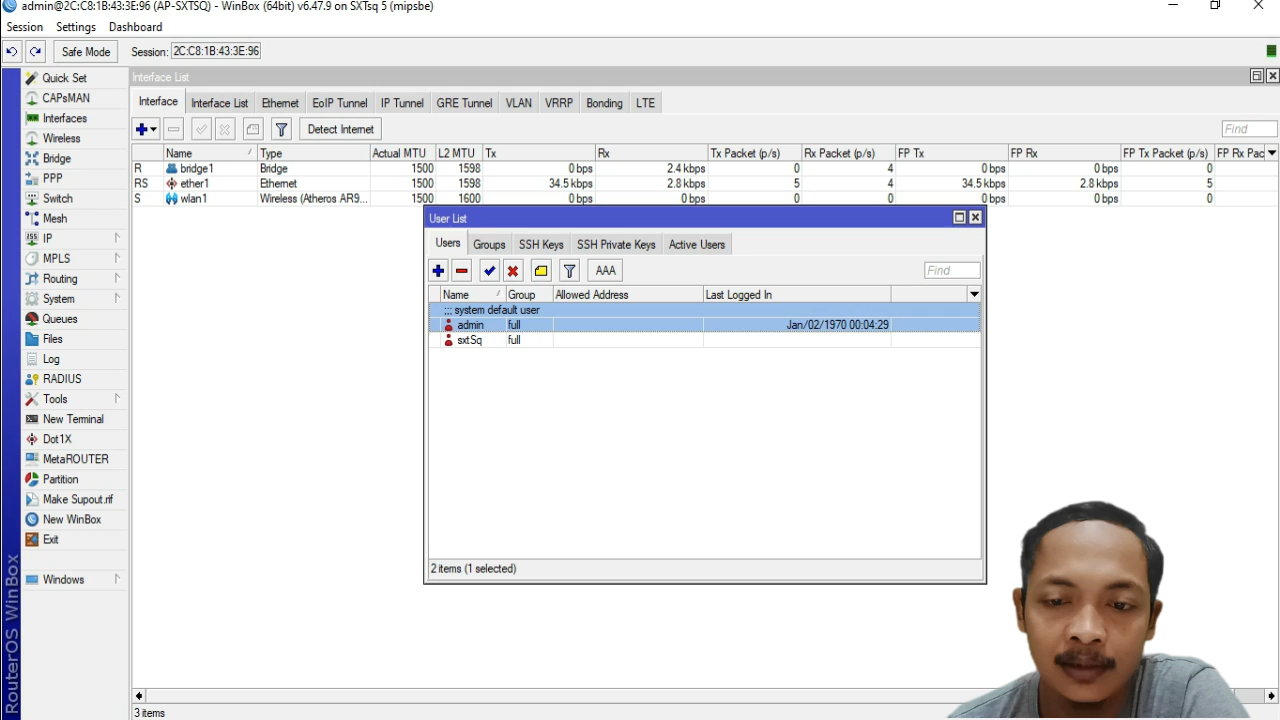 admin@2C:C8:1B:43:3E:96 (AP-SXTSQ) - WinBox (64bit) v6.47.9 on SXTsq 5 (mipsbe)
Session Settings Dashboard
Safe Mode Session: 2C:C8:1B:43:3E:96
Quick Set
CAPsMAN
Interfaces
Wireless
Bridge
PPP
Switch
Mesh
IP
MPLS
Routing
System
Queues
Files
Log
RADIUS
Tools
New Terminal
Dot1X
MetaROUTER
Partition
Make Supout.rif
New WinBox
Exit
Windows
RouterOS WinBox
Interface List
Interface Interface List Ethernet EoIP Tunnel IP Tunnel GRE Tunnel VLAN VRRP Bonding LTE
Detect Internet Find
Name Type Actual MTU L2 MTU Tx Rx Tx Packet (p/s) Rx Packet (p/s) FP Tx FP Rx FP Tx Packet (p/s) FP Rx Pac
R bridge1 Bridge 1500 1598 0 bps 2.4 kbps 0 4 0 bps 0 bps 0
RS ether1 Ethernet 1500 1598 34.5 kbps 2.8 kbps 5 4 34.5 kbps 2.8 kbps 5
S wlan1 Wireless (Atheros AR9... 1500 1600 0 bps 0 bps 0 0 0 bps 0 bps 0
User List
Users Groups SSH Keys SSH Private Keys Active Users
AAA Find
Name Group Allowed Address Last Logged In
;;; system default user
admin full Jan/02/1970 00:04:29
sxtSq full
2 items (1 selected)
3 items